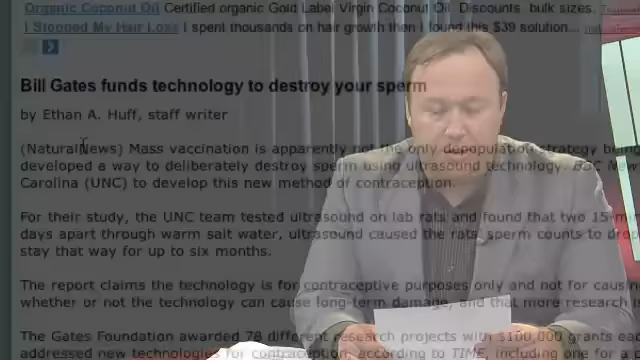 Organic Coconut Oil Certified organic Gold Label Virgin Coconut Oil. Discounts, bulk sizes.
I Stopped My Hair Loss I spent thousands on hair growth then I found this $39 solution...
Bill Gates funds technology to destroy your sperm
by Ethan A. Huff, staff writer
(NaturalNews) Mass vaccination is apparently not the only depopulation strategy being
developed a way to deliberately destroy sperm using ultrasound technology. BBC New
Carolina (UNC) to develop this new method of contraception.
For their study, the UNC team tested ultrasound on lab rats and found that two 15-m
days apart through warm salt water, ultrasound caused the rats' sperm counts to drop
stay that way for up to six months.
The report claims the technology is for contraceptive purposes only and not for causing
whether or not the technology can cause long-term damage, and that more research is
The Gates Foundation awarded 78 different research projects with $100,000 grants ea
addressed new technologies for contraception, according to TIME, including one for